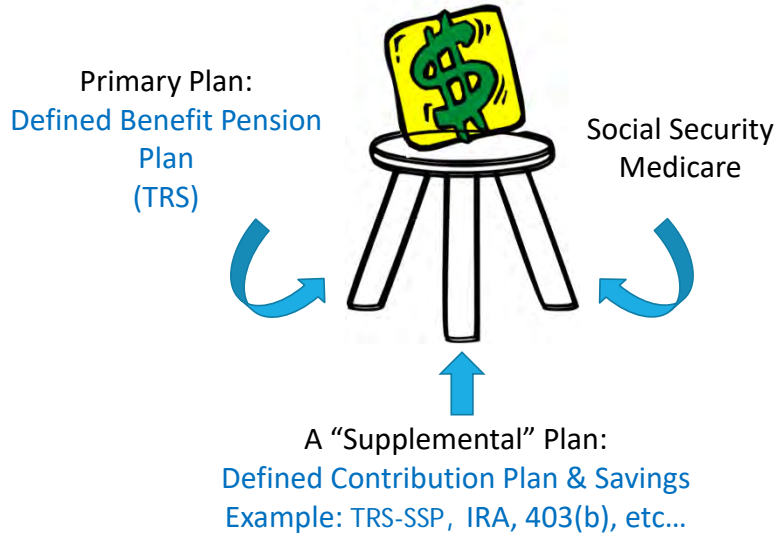 Primary Plan:
Defined Benefit Pension
Plan
(TRS)
Social Security
Medicare
$
A “Supplemental” Plan:
Defined Contribution Plan & Savings
Example: TRS-SSP, IRA, 403(b), etc…